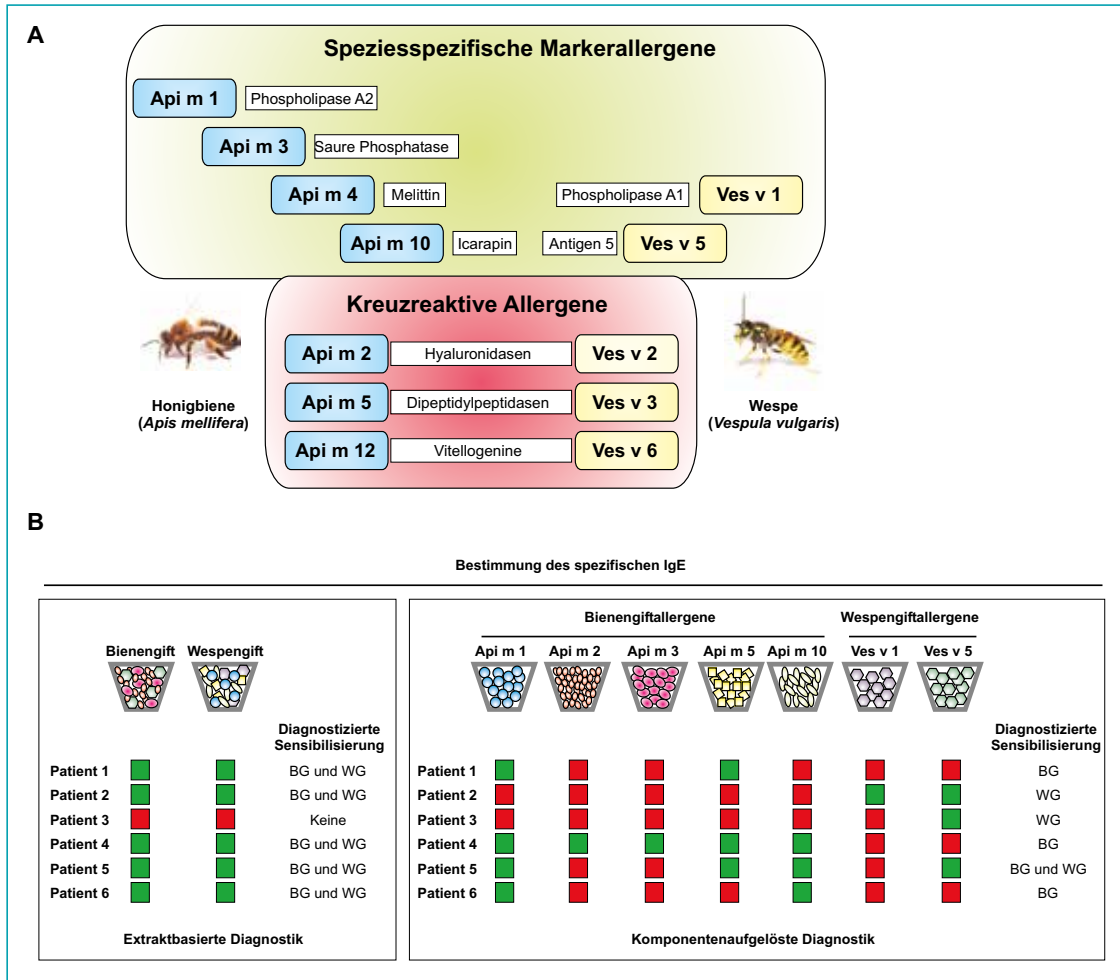 A
Speziesspezifische Markerallergene
Api m 1 Phospholipase A2
Api m 3 Saure Phosphatase
Api m 4 Melittin Phospholipase A1 Ves v 1
Api m 10 Icarapin Antigen 5 Ves v 5
Kreuzreaktive Allergene
Api m 2 Hyaluronidasen Ves v 2
Api m 5 Dipeptidylpeptidasen Ves v 3
Api m 12 Vitellogenine Ves v 6
Honigbiene
(Apis mellifera)
Wespe
(Vespula vulgaris)
B
Bestimmung des spezifischen IgE
Bienengift Wespengift
Diagnostizierte
Sensibilisierung
Patient 1 BG und WG
Patient 2 BG und WG
Patient 3 Keine
Patient 4 BG und WG
Patient 5 BG und WG
Patient 6 BG und WG
Extraktbasierte Diagnostik
Bienengiftallergene Wespengiftallergene
Api m 1 Api m 2 Api m 3 Api m 5 Api m 10 Ves v 1 Ves v 5
Diagnostizierte
Sensibilisierung
Patient 1 BG
Patient 2 WG
Patient 3 WG
Patient 4 BG
Patient 5 BG und WG
Patient 6 BG
Komponentenaufgelöste Diagnostik